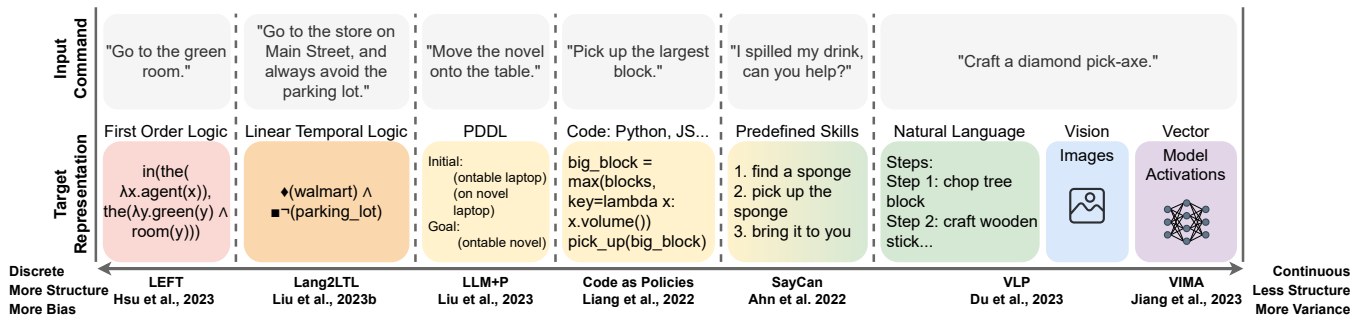 Input
Command
"Go to the green
room."
"Go to the store on
Main Street, and
always avoid the
parking lot."
"Move the novel
onto the table."
"Pick up the largest
block."
"I spilled my drink,
can you help?"
"Craft a diamond pick-axe."
Target
Representation
First Order Logic
in(the(
λx.agent(x)),
the(λy.green(y) ∧
room(y)))
Linear Temporal Logic
♦(walmart) ∧
■¬(parking_lot)
PDDL
Initial:
(ontable laptop)
(on novel
laptop)
Goal:
(ontable novel)
Code: Python, JS...
big_block =
max(blocks,
key=lambda x:
x.volume())
pick_up(big_block)
Predefined Skills
1. find a sponge
2. pick up the
sponge
3. bring it to you
Natural Language
Steps:
Step 1: chop tree
block
Step 2: craft wooden
stick...
Vision
Images
Vector
Model
Activations
Discrete
More Structure
More Bias
LEFT
Hsu et al., 2023
Lang2LTL
Liu et al., 2023b
LLM+P
Liu et al., 2023
Code as Policies
Liang et al., 2022
SayCan
Ahn et al. 2022
VLP
Du et al., 2023
VIMA
Jiang et al., 2023
Continuous
Less Structure
More Variance